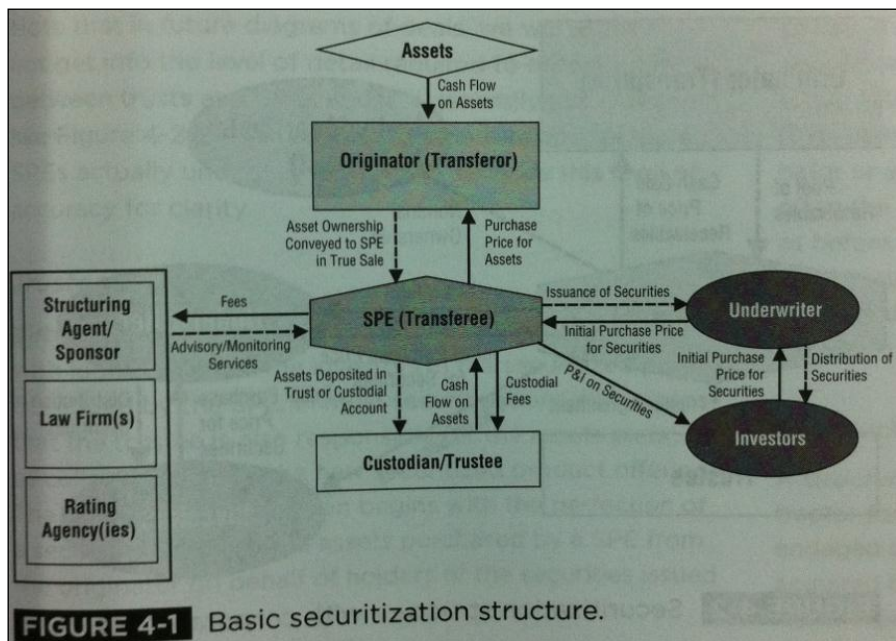 Assets
Cash Flow
on Assets
Originator (Transferor)
Asset Ownership
Conveyed to SPE
in True Sale
Purchase
Price for
Assets
Structuring
Agent/
Sponsor
Law Firm(s)
Rating
Agency(ies)
Fees
Advisory/Monitoring
Services
SPE (Transferee)
Issuance of Securities
Initial Purchase Price
for Securities
Underwriter
Assets Deposited in
Trust or Custodial
Account
Cash
Flow on
Assets
Custodial
Fees
P&I on Securities
Initial Purchase
Price for
Securities
Distribution of
Securities
Custodian/Trustee
Investors
FIGURE 4-1 Basic securitization structure.